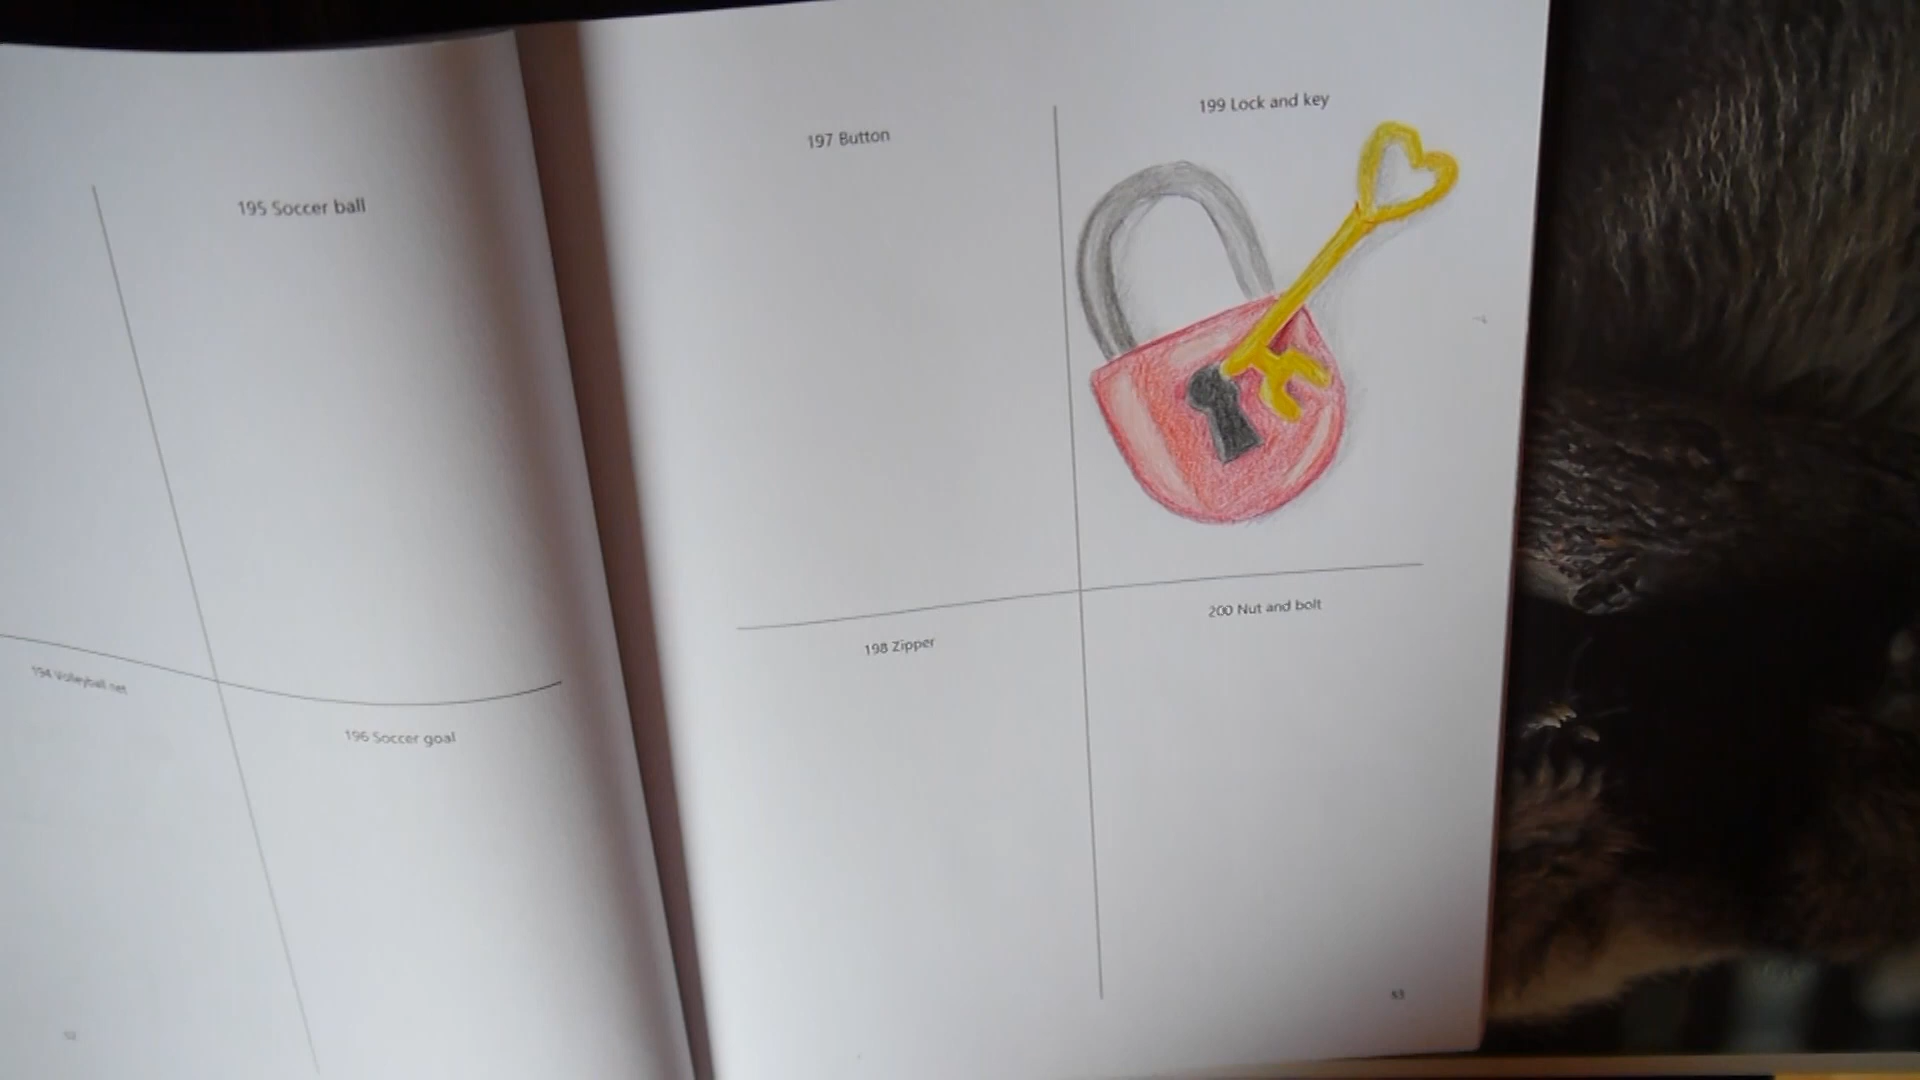 195 Soccer ball
194 Volleyball net
196 Soccer goal
52
197 Button
199 Lock and key
198 Zipper
200 Nut and bolt
53